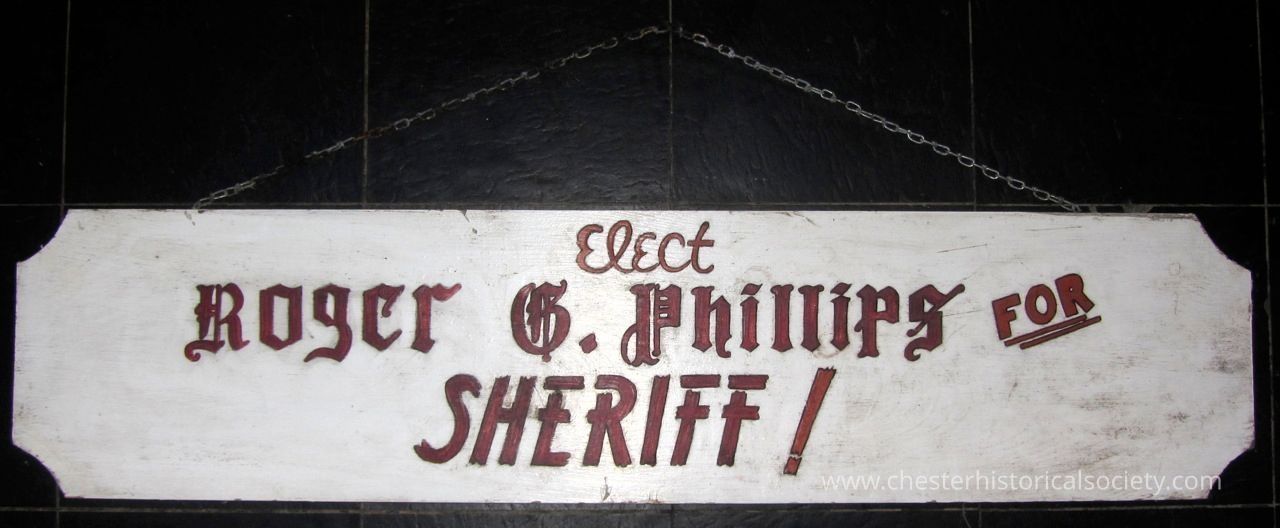 Elect
Roger G. Phillips FOR
SHERIFF!
www.chesterhistoricalsociety.com